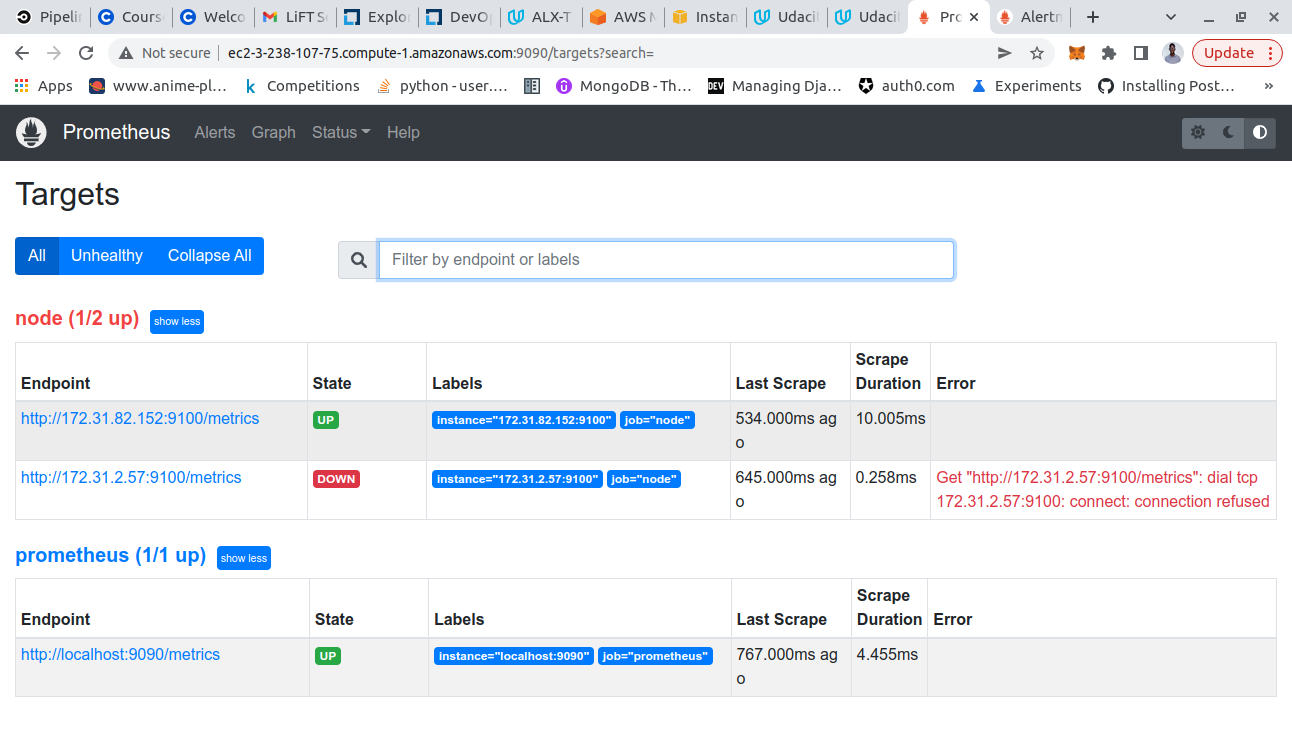 Pipelin Cours Welco LiFT So Explor DevOp ALX-T AWS M Instan Udacit Udacit Pro Alertm
Not secure ec2-3-238-107-75.compute-1.amazonaws.com:9090/targets?search= Update
Apps www.anime-pl... Competitions python - user.... MongoDB - Th... DEV Managing Dja... auth0.com Experiments Installing Post... »
Prometheus Alerts Graph Status Help
Targets
All Unhealthy Collapse All Filter by endpoint or labels
node (1/2 up) show less
Endpoint State Labels Last Scrape Scrape Duration Error
http://172.31.82.152:9100/metrics UP instance="172.31.82.152:9100" job="node" 534.000ms ag 10.005ms
o
http://172.31.2.57:9100/metrics DOWN instance="172.31.2.57:9100" job="node" 645.000ms ag 0.258ms Get "http://172.31.2.57:9100/metrics": dial tcp
o 172.31.2.57:9100: connect: connection refused
prometheus (1/1 up) show less
Endpoint State Labels Last Scrape Scrape Duration Error
http://localhost:9090/metrics UP instance="localhost:9090" job="prometheus" 767.000ms ag 4.455ms
o